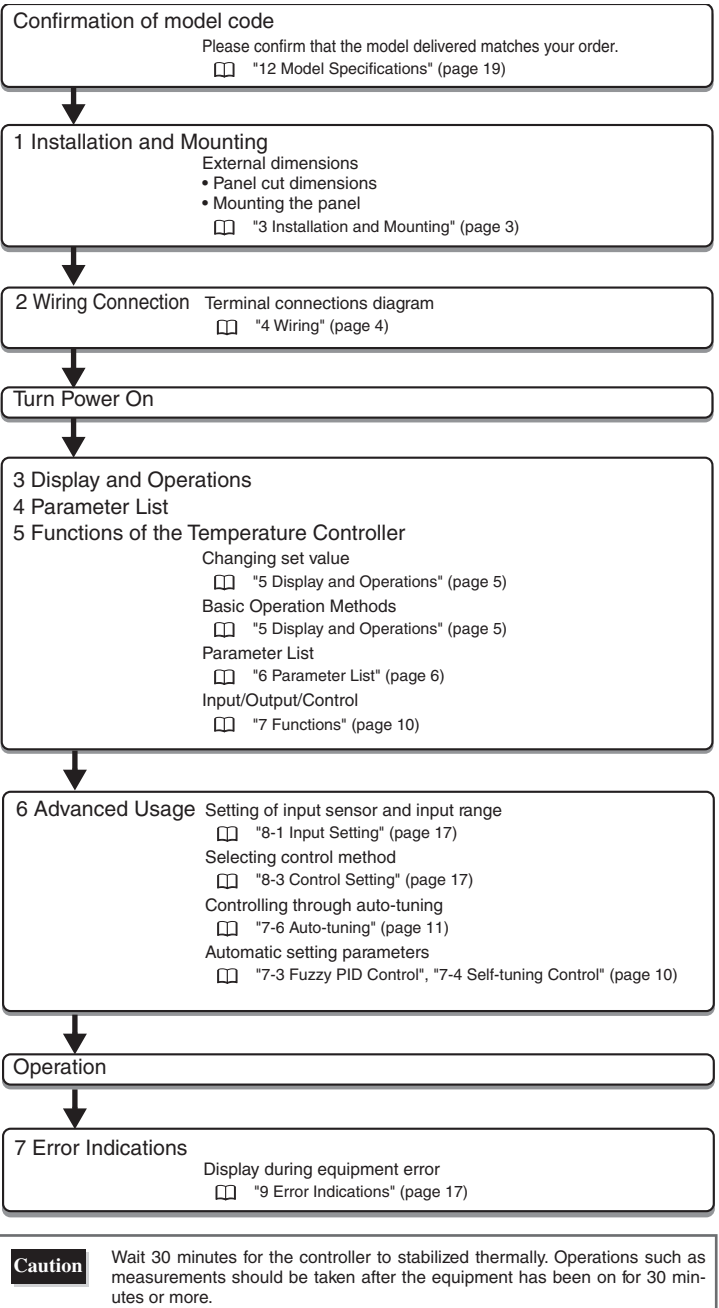 Confirmation of model code
Please confirm that the model delivered matches your order.
"12 Model Specifications" (page 19)
1 Installation and Mounting
External dimensions
• Panel cut dimensions
• Mounting the panel
"3 Installation and Mounting" (page 3)
2 Wiring Connection Terminal connections diagram
"4 Wiring" (page 4)
Turn Power On
3 Display and Operations
4 Parameter List
5 Functions of the Temperature Controller
Changing set value
"5 Display and Operations" (page 5)
Basic Operation Methods
"5 Display and Operations" (page 5)
Parameter List
"6 Parameter List" (page 6)
Input/Output/Control
"7 Functions" (page 10)
6 Advanced Usage Setting of input sensor and input range
"8-1 Input Setting" (page 17)
Selecting control method
"8-3 Control Setting" (page 17)
Controlling through auto-tuning
"7-6 Auto-tuning" (page 11)
Automatic setting parameters
"7-3 Fuzzy PID Control", "7-4 Self-tuning Control" (page 10)
Operation
7 Error Indications
Display during equipment error
"9 Error Indications" (page 17)
Caution Wait 30 minutes for the controller to stabilized thermally. Operations such as
measurements should be taken after the equipment has been on for 30 min-
utes or more.